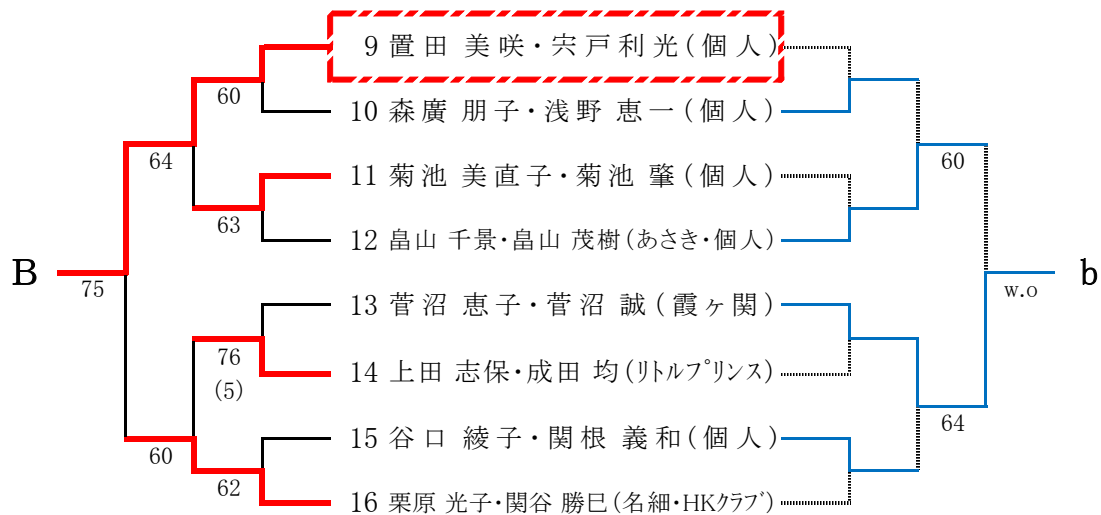 9 置田 美咲・宍戸利光(個人)
60
10 森廣 朋子・浅野 恵一(個人)
64
60
11 菊池 美直子・菊池 肇(個人)
63
12 畠山 千景・畠山 茂樹(あさき・個人)
B
75
w.o
b
13 菅沼 恵子・菅沼 誠(霞ヶ関)
76
(5)
14 上田 志保・成田 均(リトルプリンス)
64
15 谷口 綾子・関根 義和(個人)
60
62
16 栗原 光子・関谷 勝巳(名細・HKクラブ)